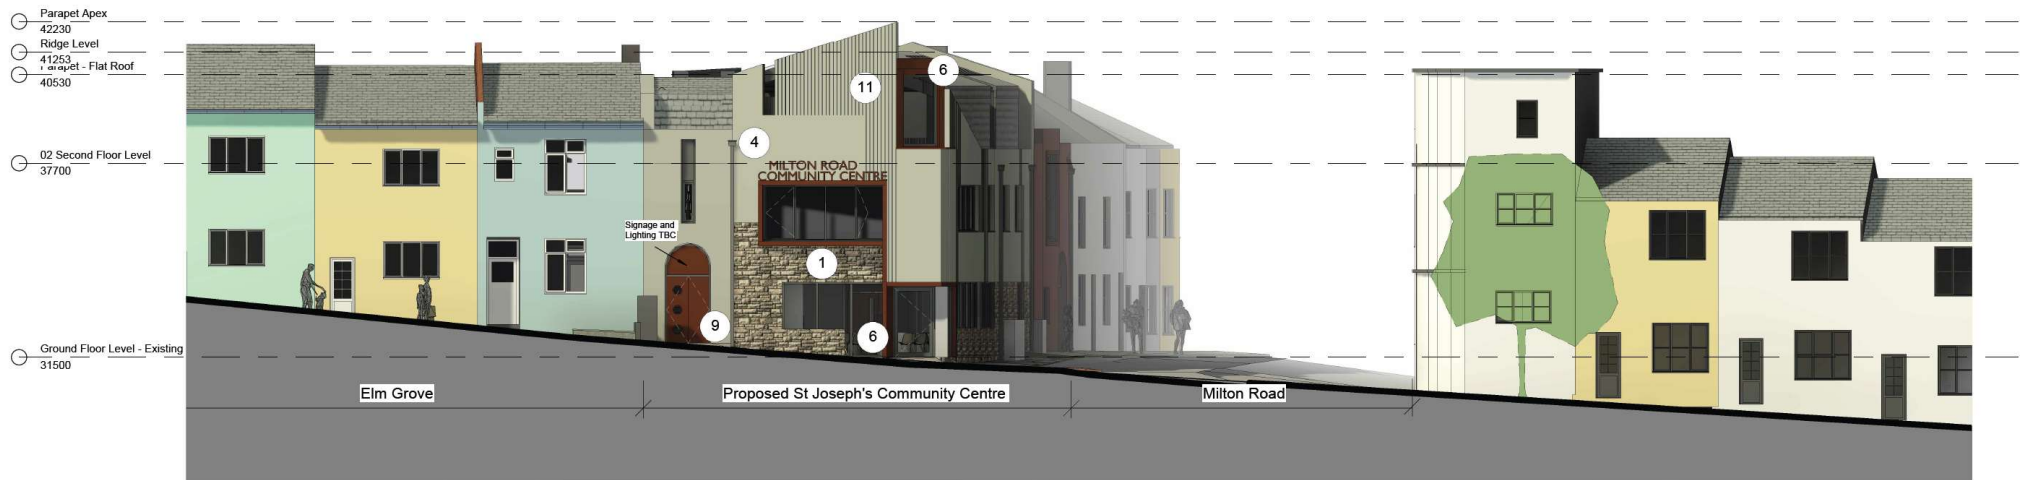 Parapet Apex
42230
Ridge Level
41253
Parapet - Flat Roof
40530
02 Second Floor Level
37700
Ground Floor Level - Existing
31500
11
6
4
MILTON ROAD
COMMUNITY CENTRE
Signage and
Lighting TBC
1
9
6
Elm Grove
Proposed St Joseph's Community Centre
Milton Road